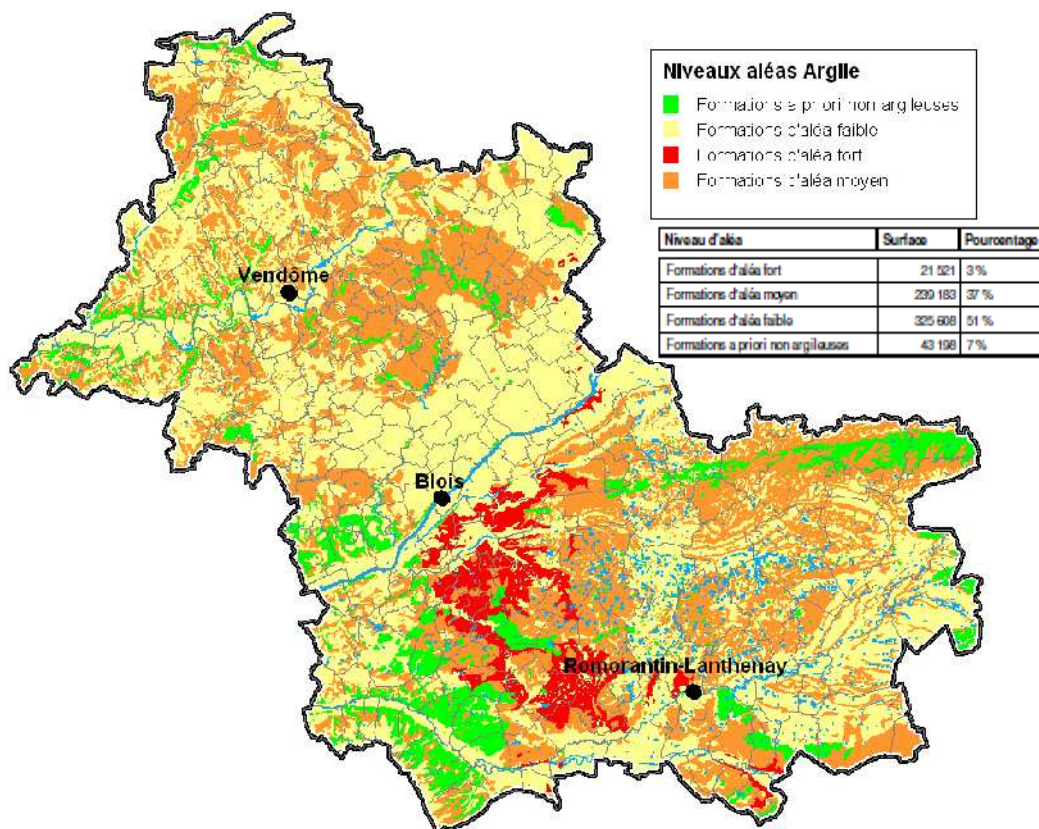 Niveaux aléas Argile
Formations a priori non argileuses
Formations d'aléa faible
Formations d'aléa fort
Formations d'aléa moyen
Niveau d'aléa Surface Pourcentage
Formations d'aléa fort 21 521 3 %
Formations d'aléa moyen 239 183 37 %
Formations d'aléa faible 325 608 51 %
Formations a priori non argileuses 43 198 7 %
Vendôme
Blois
Romorantin-Lanthenay